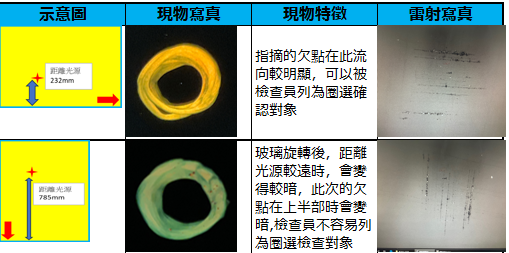 示意圖 現物寫真 現物特徵 雷射寫真
距離光源
232mm
指摘的欠點在此流
向較明顯，可以被
檢查員列為圈選確
認對象
距離光源
785mm
玻璃旋轉後，距離
光源較遠時，會變
得較暗，此次的欠
點在上半部時會變
暗,檢查員不容易列
為圈選檢查對象